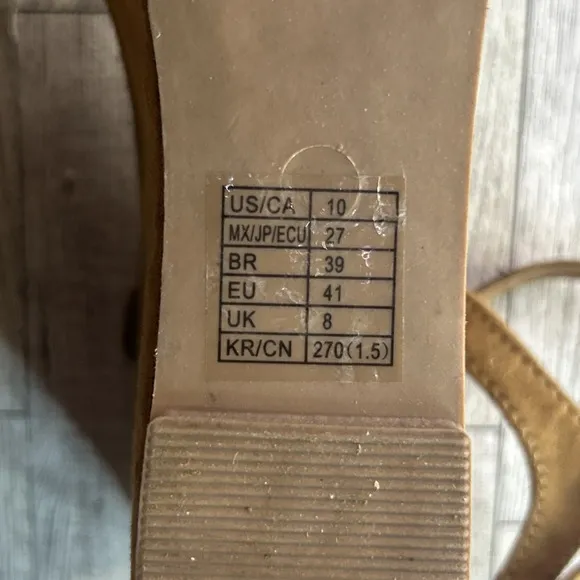 US/CA 10
MX/JP/ECU 27
BR 39
EU 41
UK 8
KR/CN 270(1.5)